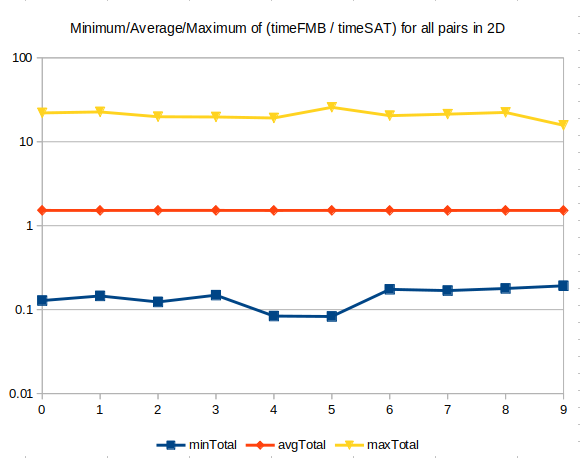 Minimum/Average/Maximum of (timeFMB / timeSAT) for all pairs in 2D
100
10
1
0.1
0.01
0 1 2 3 4 5 6 7 8 9
minTotal avgTotal maxTotal